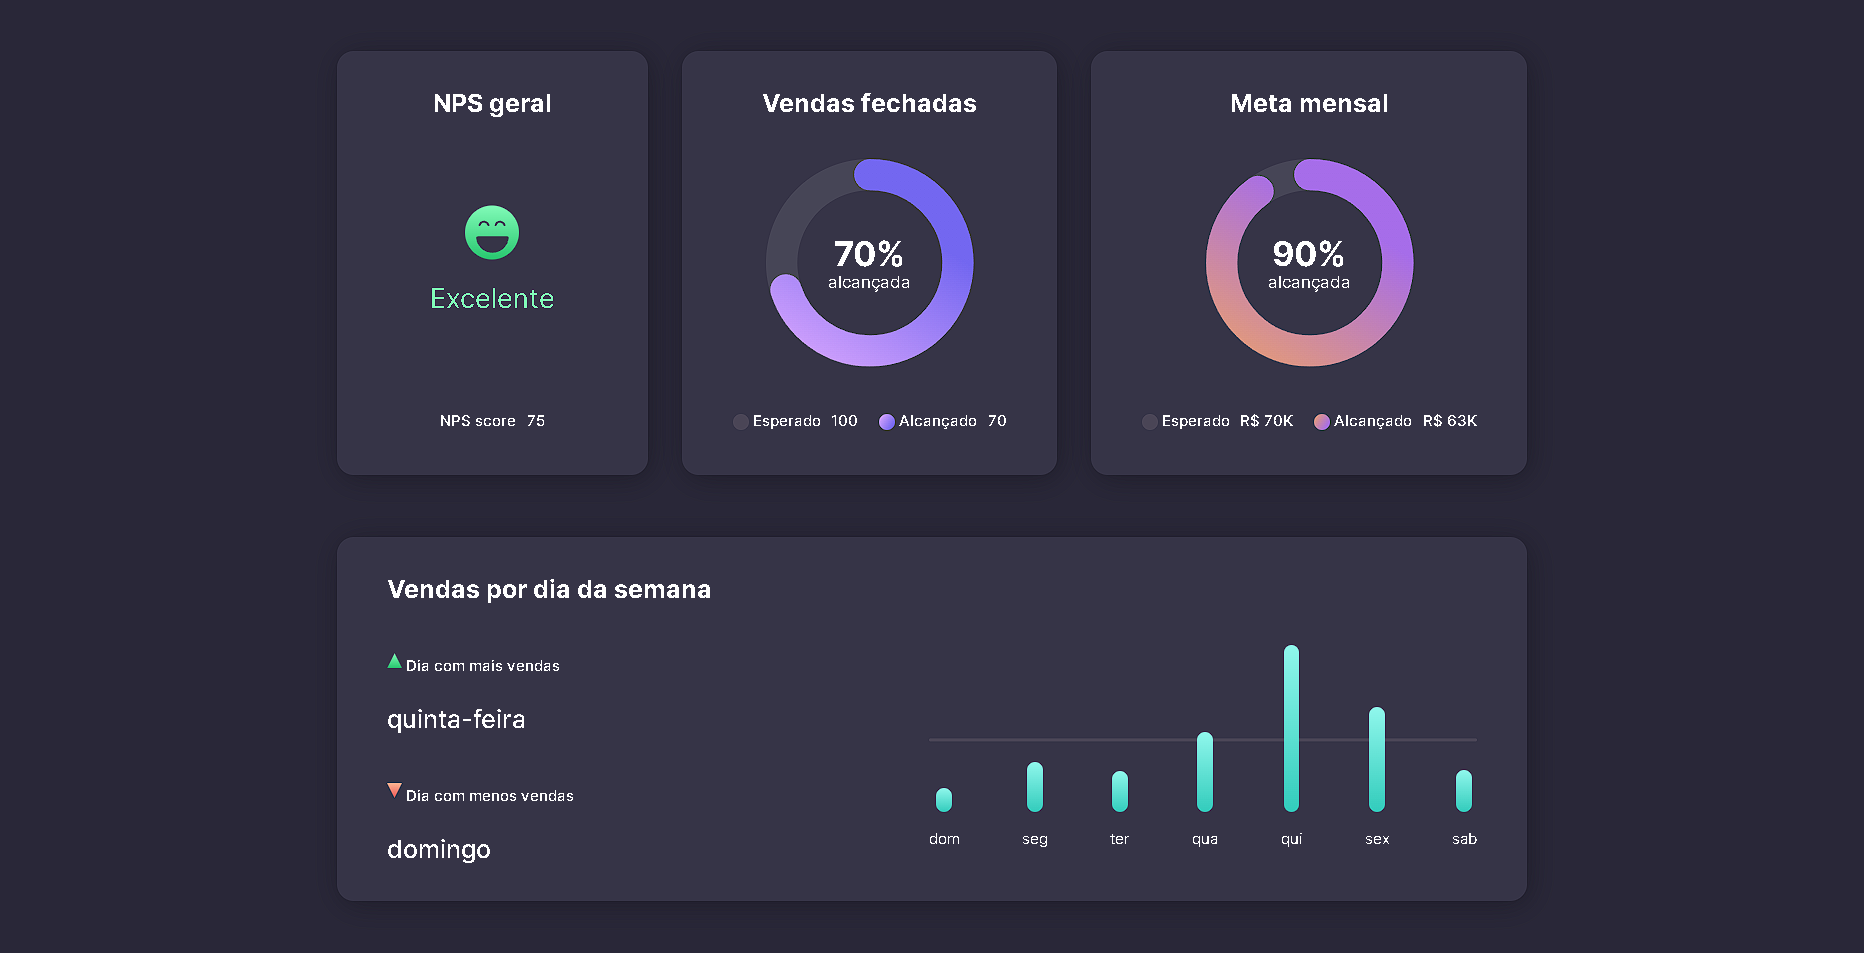 NPS geral
Excelente
NPS score 75
Vendas fechadas
70%
alcançada
Esperado 100 Alcançado 70
Meta mensal
90%
alcançada
Esperado R$ 70K Alcançado R$ 63K
Vendas por dia da semana
Dia com mais vendas
quinta-feira
Dia com menos vendas
domingo
dom seg ter qua qui sex sab